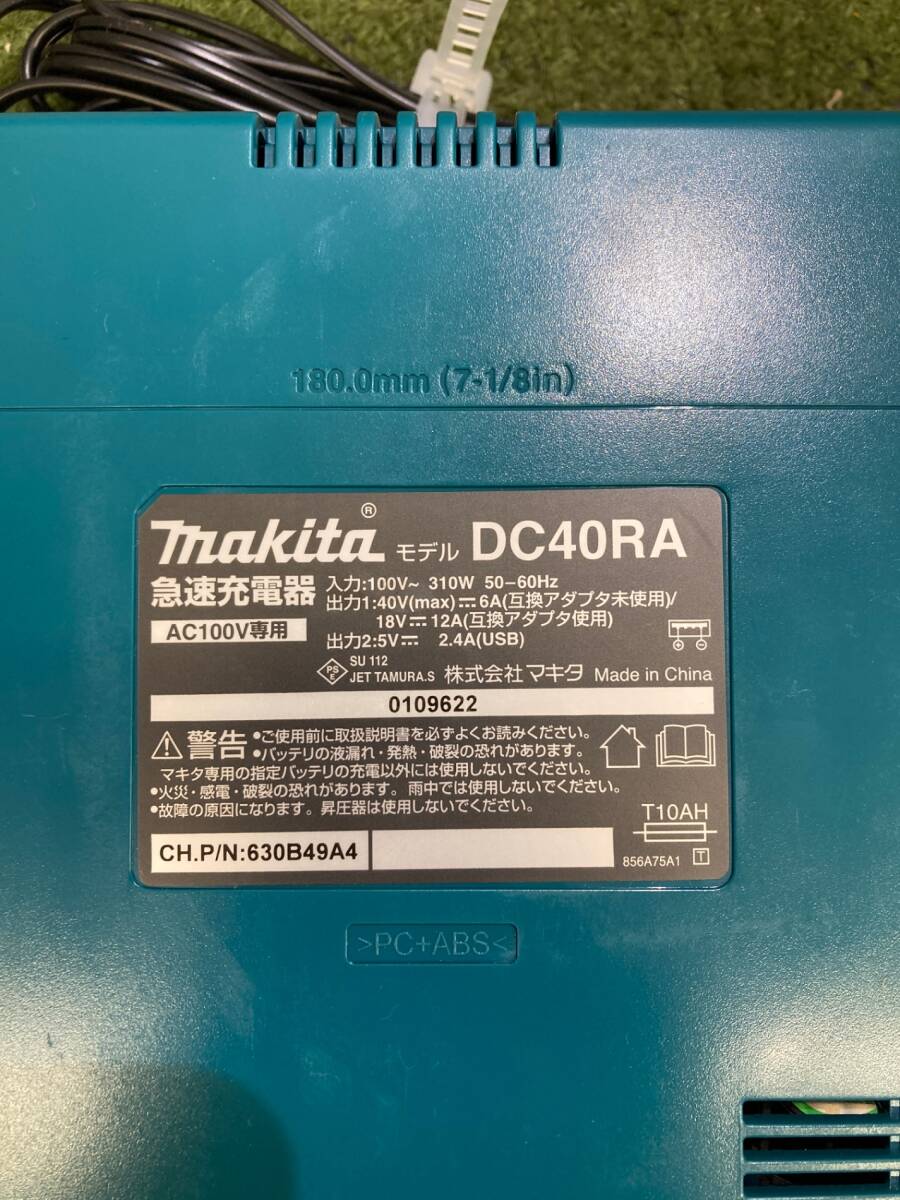 180.0mm (7-1/8in)
makita® モデル DC40RA
急速充電器
AC100V専用
入力:100V~ 310W 50-60Hz
出力1:40V(max)⎓6A(互換アダプタ未使用)/
18V⎓12A(互換アダプタ使用)
出力2:5V⎓ 2.4A(USB)
PS
E
SU 112
JET TAMURA.S 株式会社マキタ Made in China
0109622
⚠警告 •ご使用前に取扱説明書を必ずよくお読みください。
•バッテリの液漏れ・発熱・破裂の恐れがあります。
マキタ専用の指定バッテリの充電以外には使用しないでください。
•火災・感電・破裂の恐れがあります。雨中では使用しないでください。
•故障の原因になります。昇圧器は使用しないでください。
T10AH
CH.P/N:630B49A4
856A75A1 T
>PC+ABS<